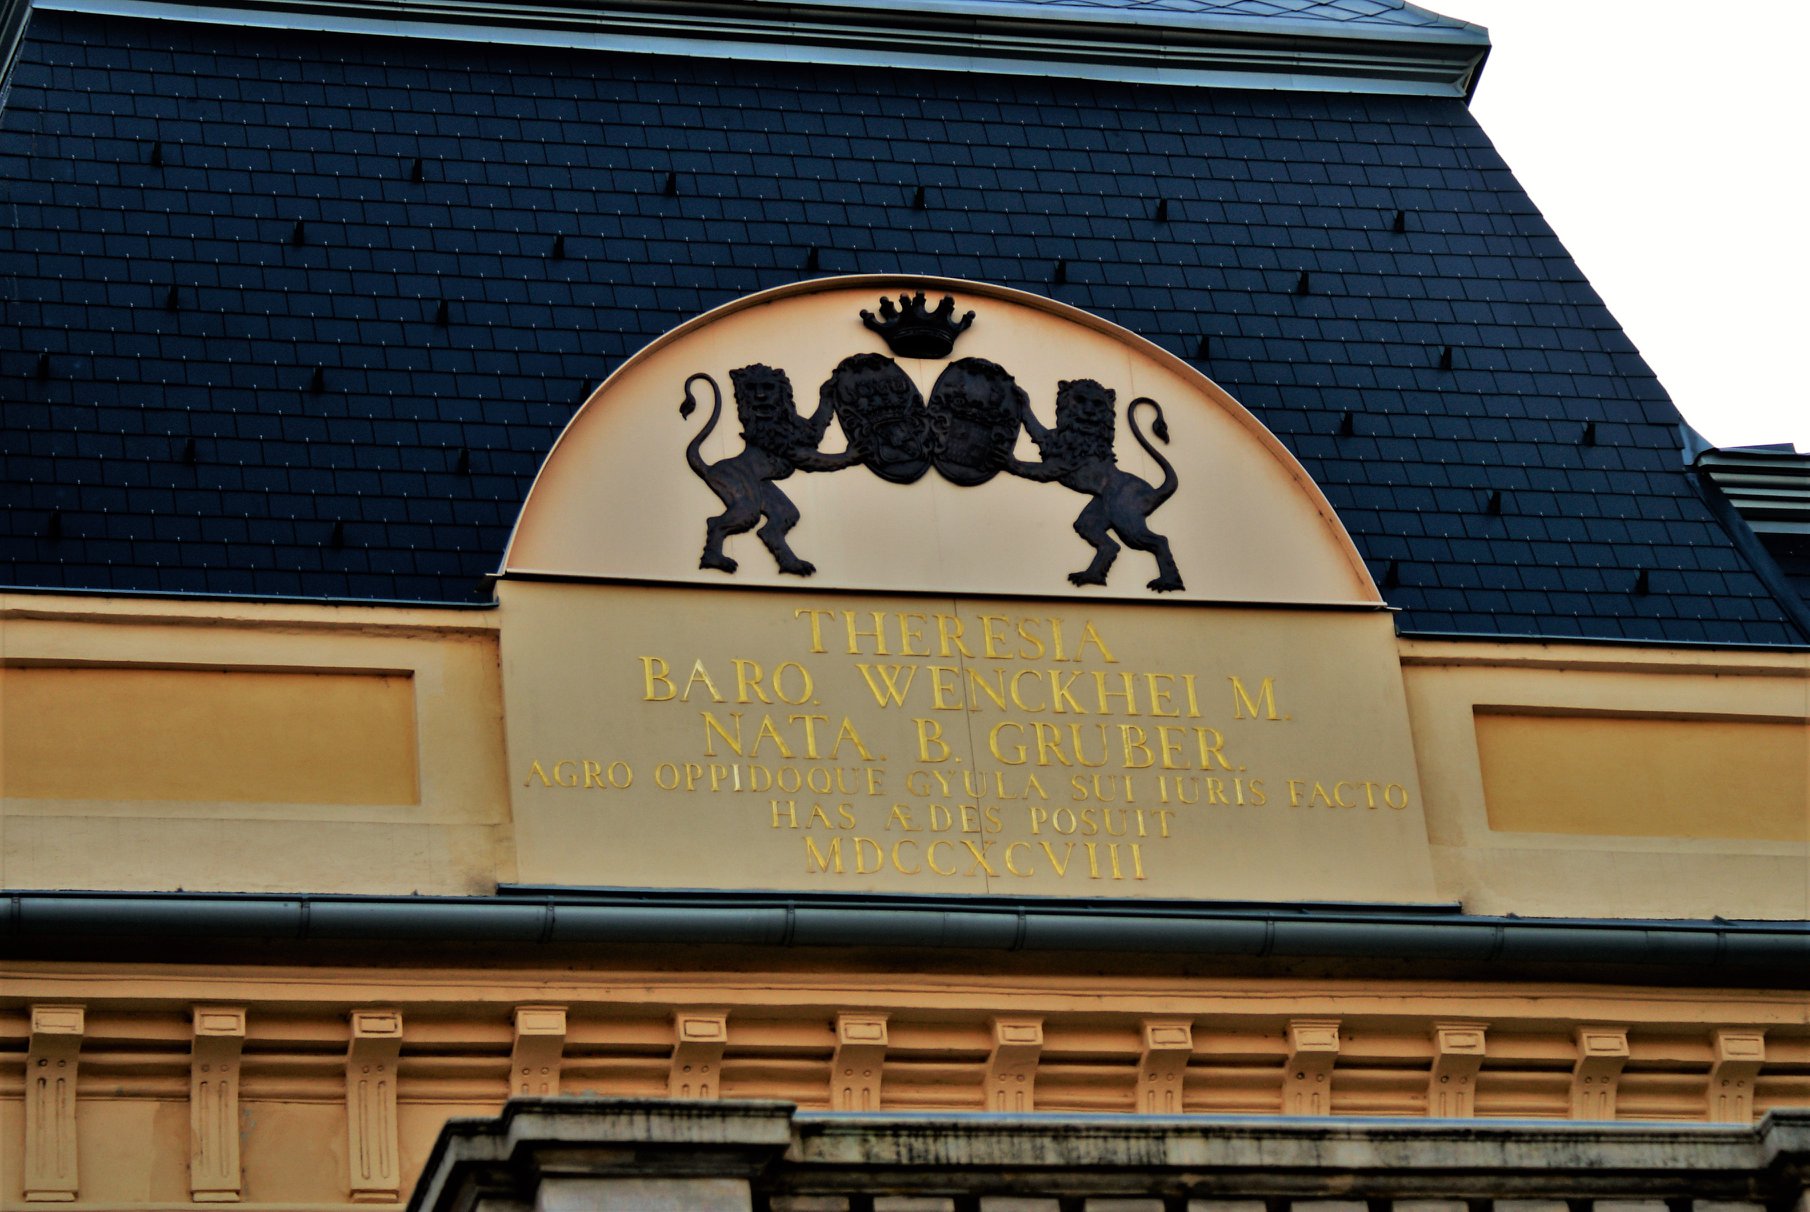 THERESIA
BARO. WENCKHEI M.
NATA. B. GRUBER.
AGRO OPPIDOQUE GYULA SUI IURIS FACTO
HAS ÆDES POSUIT
MDCCXCVIII